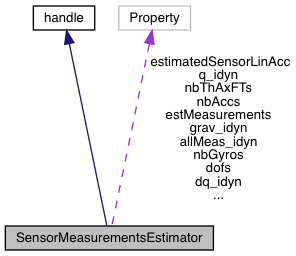 handle
Property
estimatedSensorLinAcc
q_idyn
nbThAxFTs
nbAccs
estMeasurements
grav_idyn
allMeas_idyn
nbGyros
dofs
dq_idyn
...
SensorMeasurementsEstimator